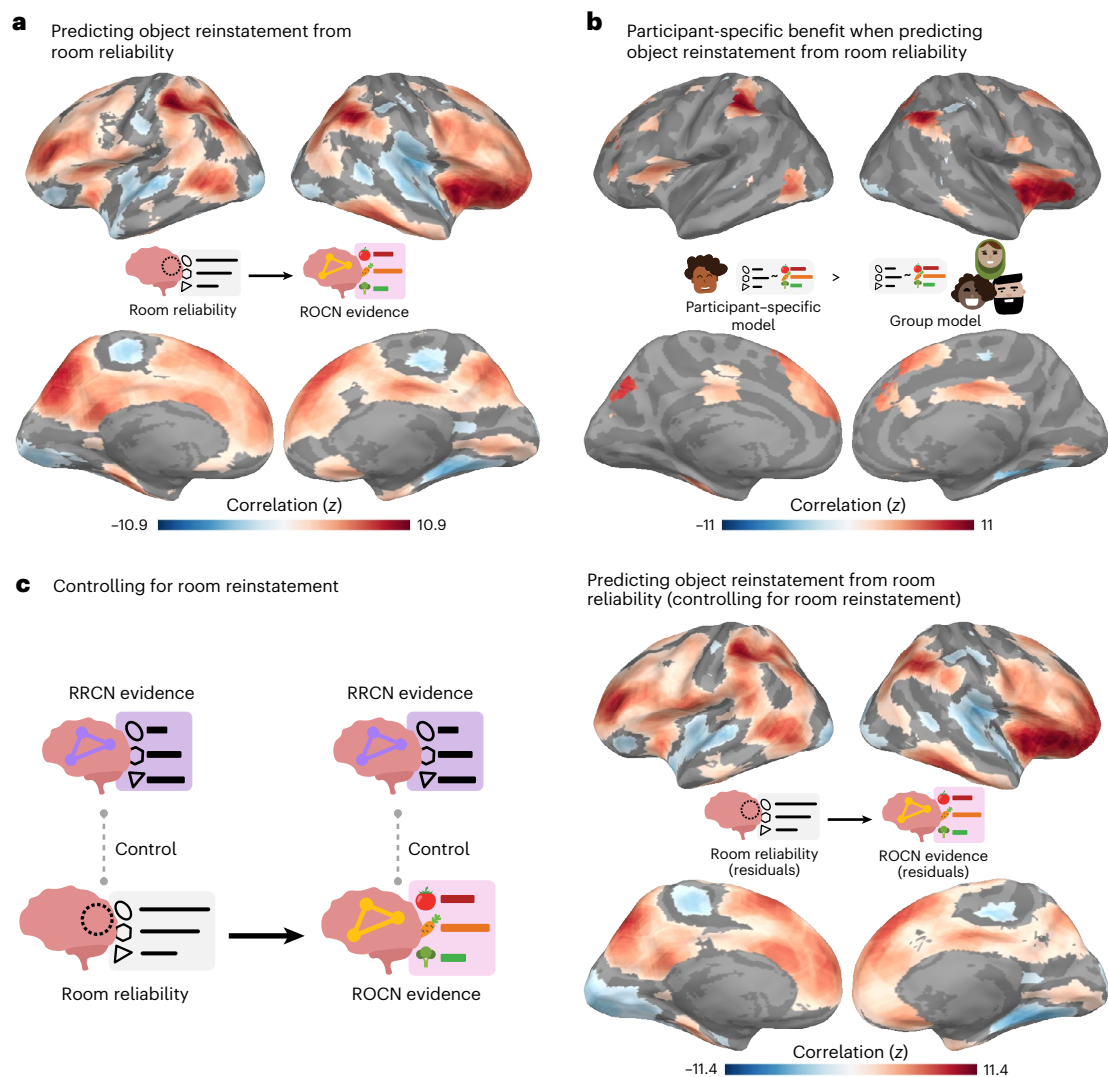 a
Predicting object reinstatement from
room reliability
Room reliability
ROCN evidence
Correlation (z)
–10.9
10.9
b
Participant-specific benefit when predicting
object reinstatement from room reliability
~
>
~
Participant–specific
model
Group model
Correlation (z)
–11
11
c
Controlling for room reinstatement
RRCN evidence
RRCN evidence
Control
Control
Room reliability
ROCN evidence
Predicting object reinstatement from room
reliability (controlling for room reinstatement)
Room reliability
(residuals)
ROCN evidence
(residuals)
Correlation (z)
–11.4
11.4